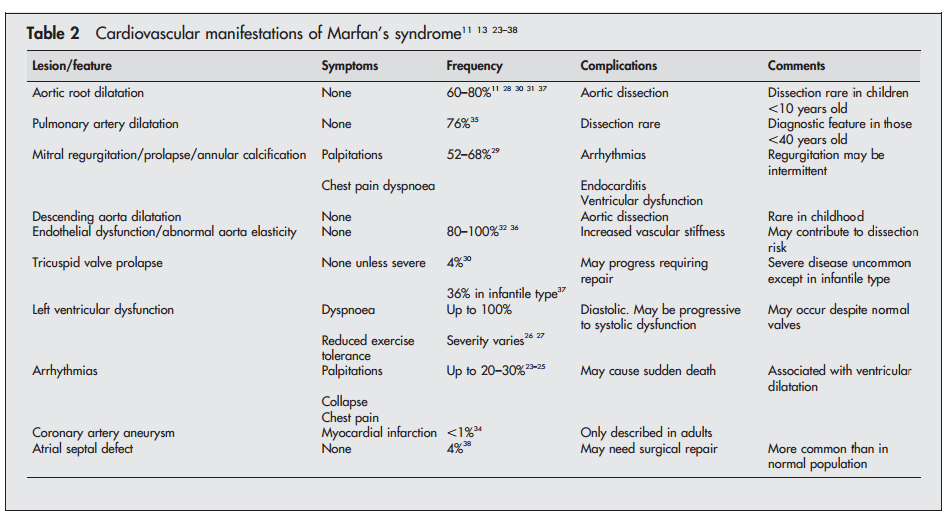 Table 2 Cardiovascular manifestations of Marfan's syndrome11 13 23–38
Lesion/feature Symptoms Frequency Complications Comments
Aortic root dilatation None 60–80%11 28 30 31 37 Aortic dissection Dissection rare in children
<10 years old
Pulmonary artery dilatation None 76%35 Dissection rare Diagnostic feature in those
<40 years old
Mitral regurgitation/prolapse/annular calcification Palpitations 52–68%29 Arrhythmias Regurgitation may be
intermittent
Chest pain dyspnoea Endocarditis
Ventricular dysfunction
Descending aorta dilatation None Aortic dissection Rare in childhood
Endothelial dysfunction/abnormal aorta elasticity None 80–100%32 36 Increased vascular stiffness May contribute to dissection
risk
Tricuspid valve prolapse None unless severe 4%30 May progress requiring Severe disease uncommon
repair except in infantile type
36% in infantile type37
Left ventricular dysfunction Dyspnoea Up to 100% Diastolic. May be progressive May occur despite normal
to systolic dysfunction valves
Reduced exercise Severity varies26 27
tolerance
Arrhythmias Palpitations Up to 20–30%23–25 May cause sudden death Associated with ventricular
dilatation
Collapse
Chest pain
Coronary artery aneurysm Myocardial infarction <1%34 Only described in adults
Atrial septal defect None 4%38 May need surgical repair More common than in
normal population